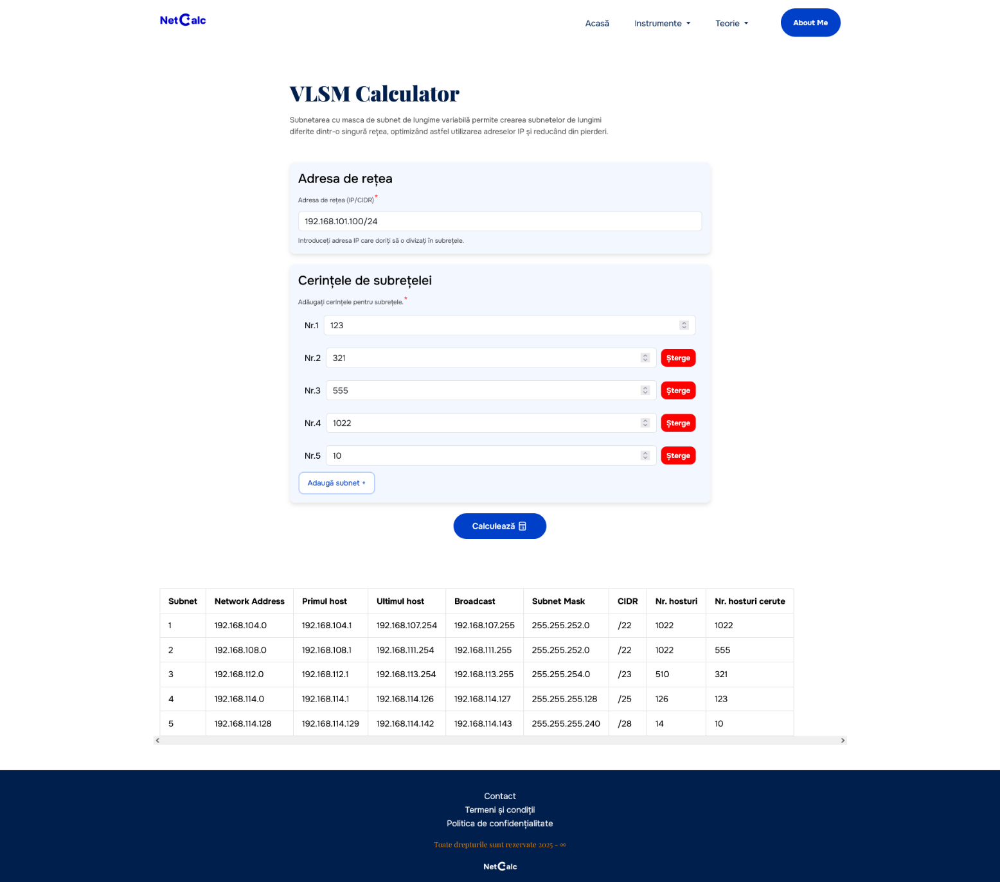 NetCalc
Acasă
Instrumente
Teorie
About Me
VLSM Calculator
Subnetarea cu masca de subnet de lungime variabilă permite crearea subnetelor de lungimi
diferite dintr-o singură rețea, optimizând astfel utilizarea adreselor IP și reducând din pierderi.
Adresa de rețea
Adresa de rețea (IP/CIDR)*
192.168.101.100/24
Introduceți adresa IP care doriți să o divizați în subrețele.
Cerințele de subrețelei
Adăugați cerințele pentru subrețele.*
Nr.1 123
Nr.2 321 Șterge
Nr.3 555 Șterge
Nr.4 1022 Șterge
Nr.5 10 Șterge
Adaugă subnet +
Calculează
Subnet Network Address Primul host Ultimul host Broadcast Subnet Mask CIDR Nr. hosturi Nr. hosturi cerute
1 192.168.104.0 192.168.104.1 192.168.107.254 192.168.107.255 255.255.252.0 /22 1022 1022
2 192.168.108.0 192.168.108.1 192.168.111.254 192.168.111.255 255.255.252.0 /22 1022 555
3 192.168.112.0 192.168.112.1 192.168.113.254 192.168.113.255 255.255.254.0 /23 510 321
4 192.168.114.0 192.168.114.1 192.168.114.126 192.168.114.127 255.255.255.128 /25 126 123
5 192.168.114.128 192.168.114.129 192.168.114.142 192.168.114.143 255.255.255.240 /28 14 10
Contact
Termeni și condiții
Politica de confidențialitate
Toate drepturile sunt rezervate 2025 - ∞
NetCalc